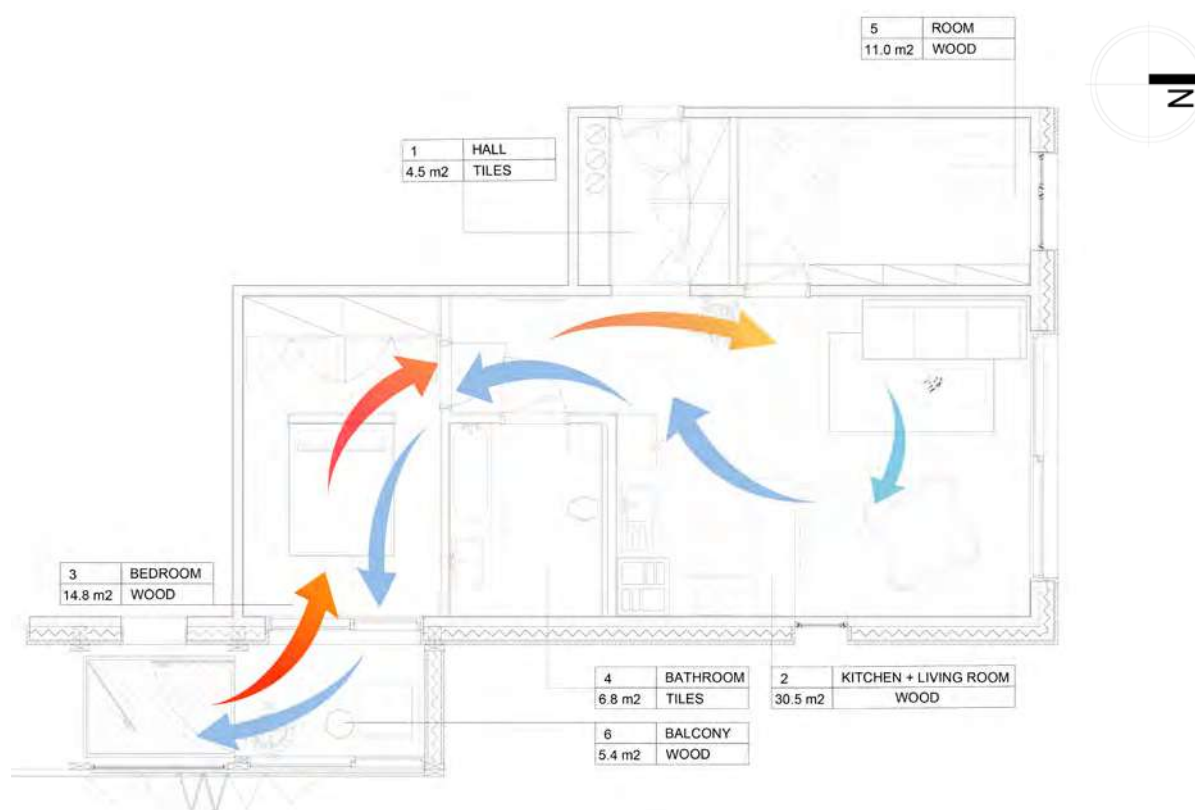 5 ROOM
11.0 m2 WOOD
N
1 HALL
4.5 m2 TILES
3 BEDROOM
14.8 m2 WOOD
4 BATHROOM
6.8 m2 TILES
2 KITCHEN + LIVING ROOM
30.5 m2 WOOD
6 BALCONY
5.4 m2 WOOD